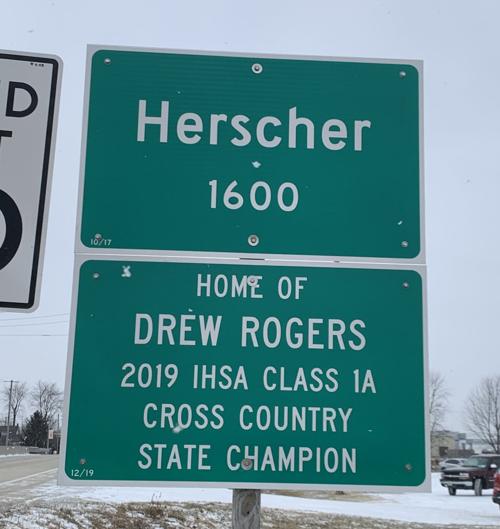 D
Herscher
1600
10/17
HOME OF
DREW ROGERS
2019 IHSA CLASS 1A
CROSS COUNTRY
STATE CHAMPION
12/19